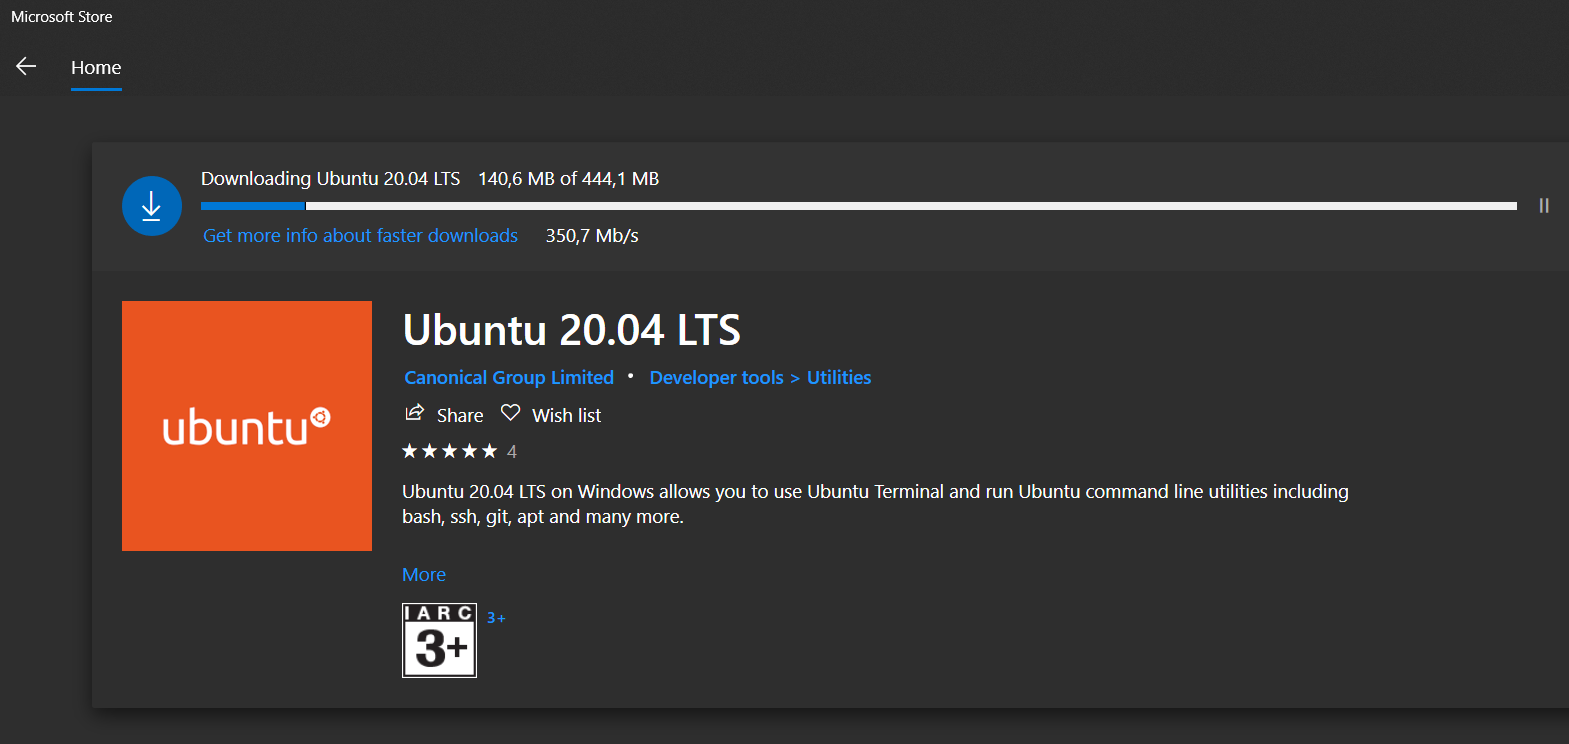 Microsoft Store
Home
Downloading Ubuntu 20.04 LTS 140,6 MB of 444,1 MB
Get more info about faster downloads 350,7 Mb/s
ubuntu
Ubuntu 20.04 LTS
Canonical Group Limited • Developer tools > Utilities
Share Wish list
★★★★★ 4
Ubuntu 20.04 LTS on Windows allows you to use Ubuntu Terminal and run Ubuntu command line utilities including
bash, ssh, git, apt and many more.
More
IARC
3+
3+